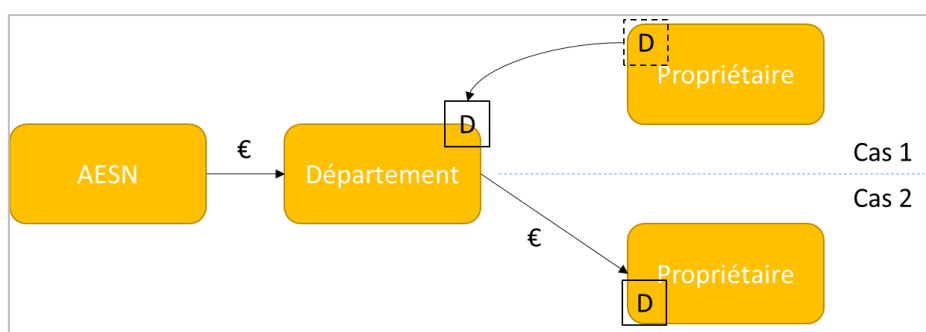 D
Propriétaire
D
€
AESN
Département
Cas 1
Cas 2
€
Propriétaire
D